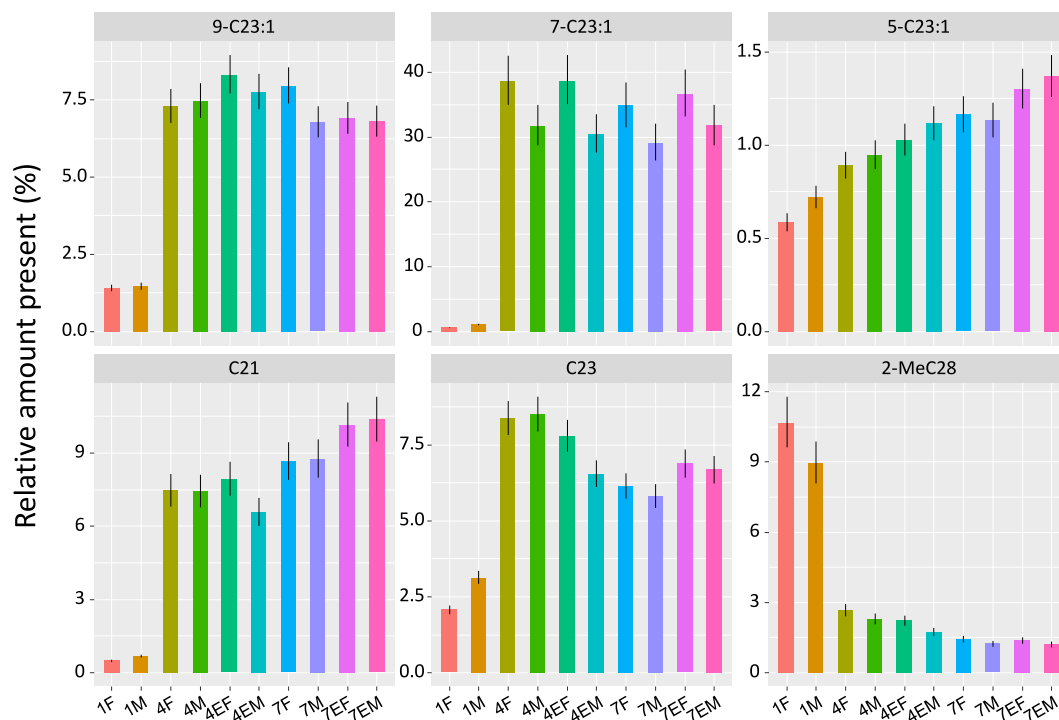 9-C23:1 7-C23:1 5-C23:1
7.5 5.0 2.5 0.0
40 30 20 10 0
1.5 1.0 0.5 0.0
Relative amount present (%)
C21 C23 2-MeC28
9 6 3 0
7.5 5.0 2.5 0.0
12 9 6 3 0
1F 1M 4F 4M 4EF 4EM 7F 7M 7EF 7EM
1F 1M 4F 4M 4EF 4EM 7F 7M 7EF 7EM
1F 1M 4F 4M 4EF 4EM 7F 7M 7EF 7EM